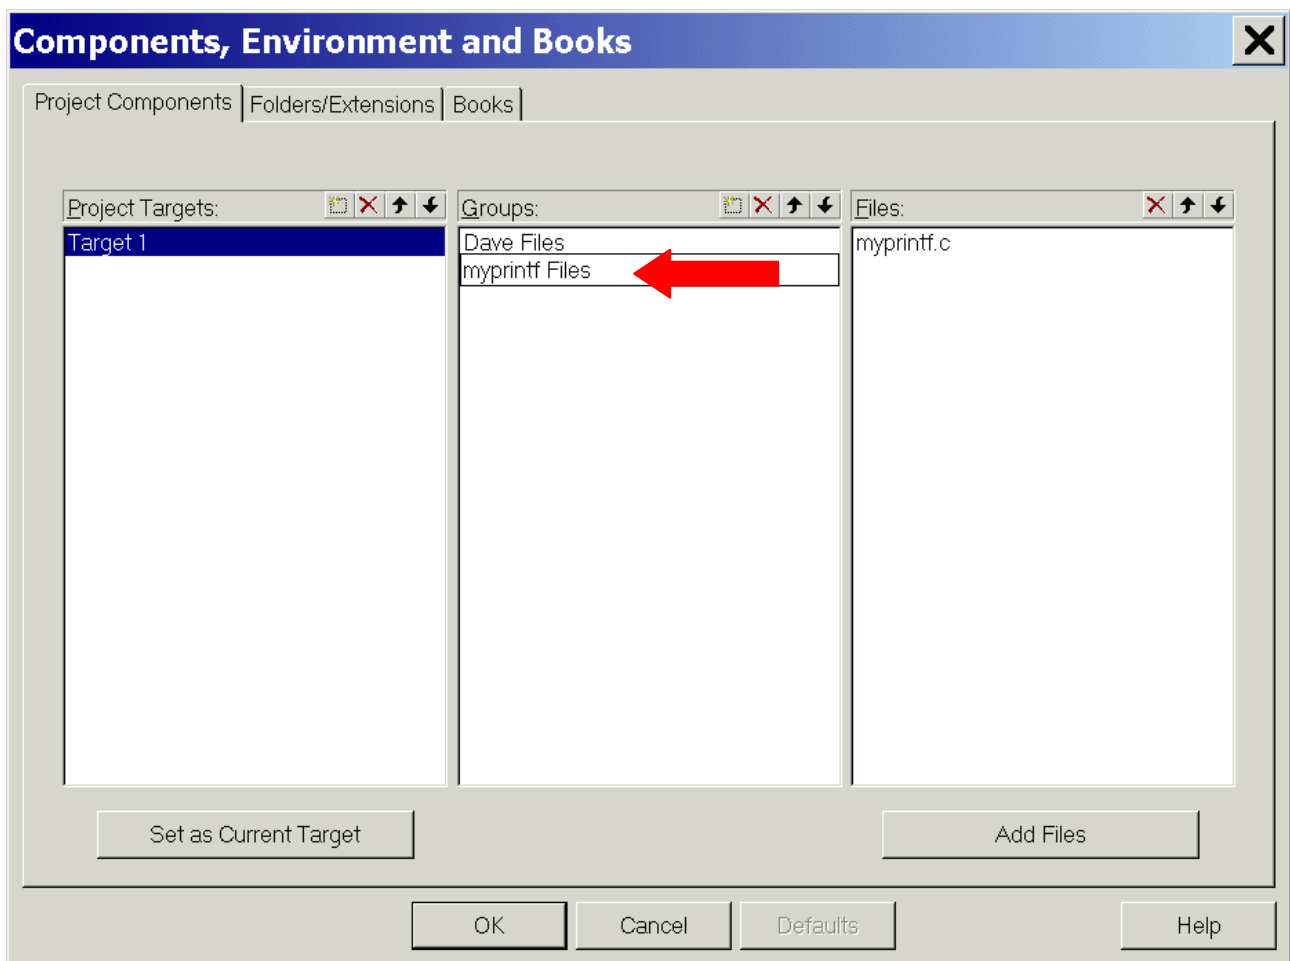 Components, Environment and Books
Project Components Folders/Extensions Books
Project Targets: Groups: Files:
Target 1 Dave Files myprintf.c
myprintf Files
Set as Current Target Add Files
OK Cancel Defaults Help